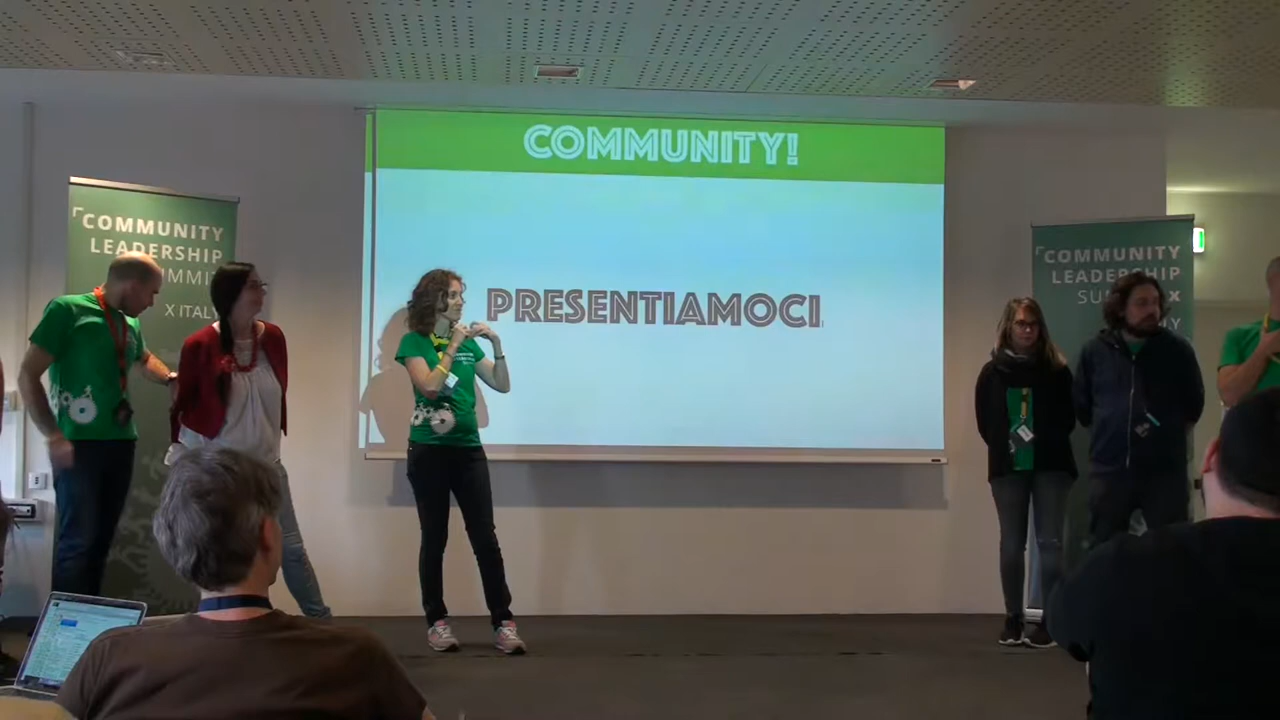 COMMUNITY!
PRESENTIAMOCI
COMMUNITY
LEADERSHIP
X ITALY
COMMUNITY
LEADERSHIP
X